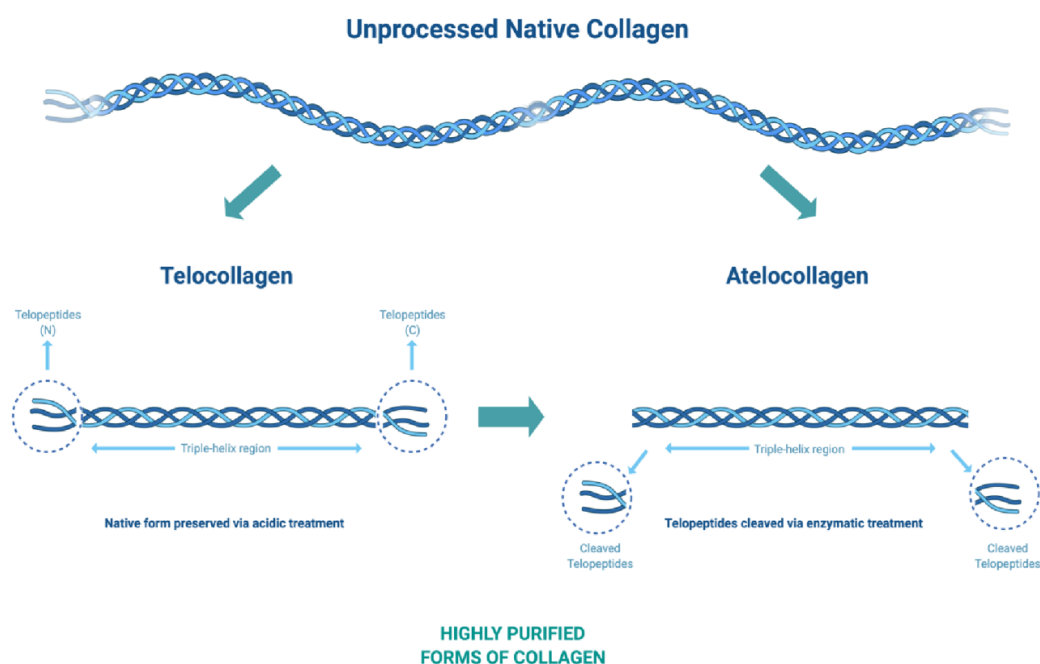 Unprocessed Native Collagen
Telocollagen
Atelocollagen
Telopeptides
(N)
Telopeptides
(C)
Triple-helix region
Triple-helix region
Native form preserved via acidic treatment
Telopeptides cleaved via enzymatic treatment
Cleaved
Telopeptides
Cleaved
Telopeptides
HIGHLY PURIFIED
FORMS OF COLLAGEN